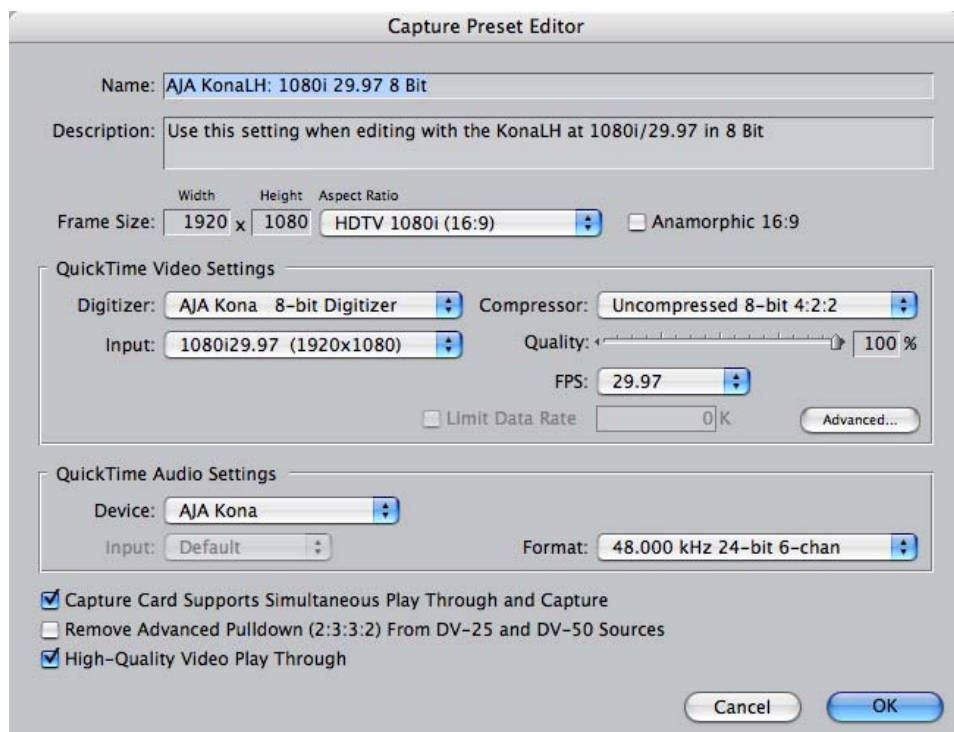 Capture Preset Editor
Name: AJA KonaLH: 1080i 29.97 8 Bit
Description: Use this setting when editing with the KonaLH at 1080i/29.97 in 8 Bit
Width Height Aspect Ratio
Frame Size: 1920 x 1080 HDTV 1080i (16:9) Anamorphic 16:9
QuickTime Video Settings
Digitizer: AJA Kona 8-bit Digitizer Compressor: Uncompressed 8-bit 4:2:2
Input: 1080i29.97 (1920x1080) Quality: 100 %
FPS: 29.97
Limit Data Rate 0 K Advanced...
QuickTime Audio Settings
Device: AJA Kona
Input: Default Format: 48.000 kHz 24-bit 6-chan
Capture Card Supports Simultaneous Play Through and Capture
Remove Advanced Pulldown (2:3:3:2) From DV-25 and DV-50 Sources
High-Quality Video Play Through
Cancel OK